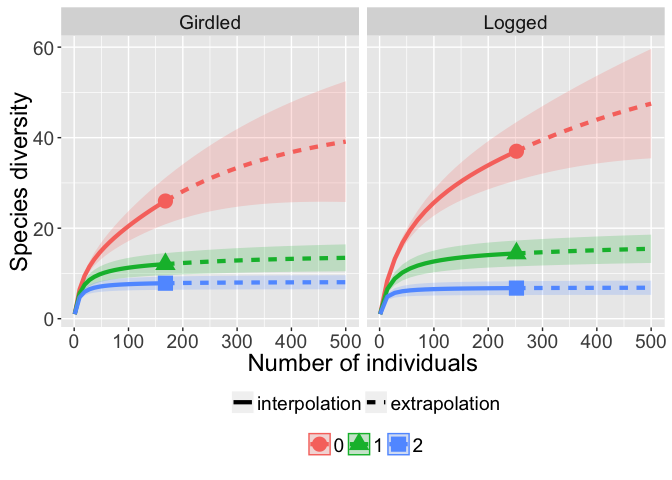 Girdled Logged
Species diversity
60
40
20
0
0 100 200 300 400 500 0 100 200 300 400 500
Number of individuals
interpolation extrapolation
0 1 2